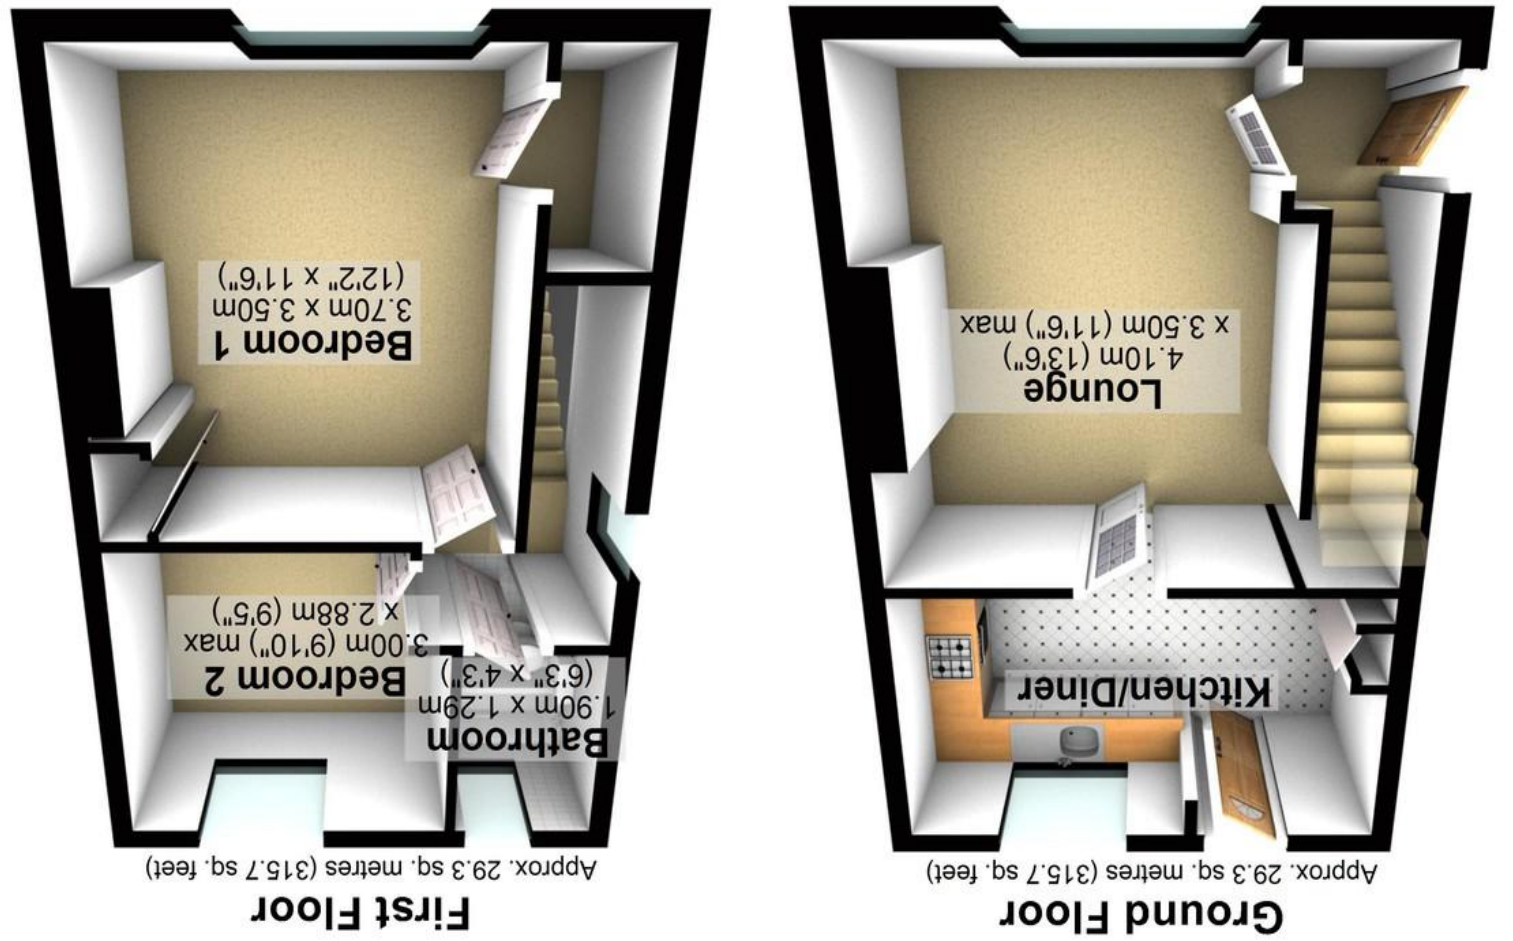 Ground Floor
Approx. 29.3 sq. metres (315.7 sq. feet)
Kitchen/Diner
Lounge
4.10m (13'6")
x 3.50m (11'6") max
First Floor
Approx. 29.3 sq. metres (315.7 sq. feet)
Bathroom
1.90m x 1.29m
(6'3" x 4'3")
Bedroom 2
3.00m (9'10") max
x 2.88m (9'5")
Bedroom 1
3.70m x 3.50m
(12'2" x 11'6")